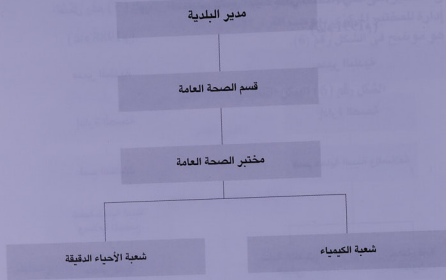 مدير البلدية
قسم الصحة العامة
مختبر الصحة العامة
شعبة الكيمياء
شعبة الأحياء الدقيقة